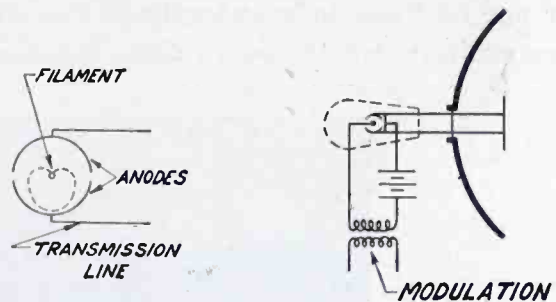 FILAMENT
ANODES
TRANSMISSION
LINE
MODULATION